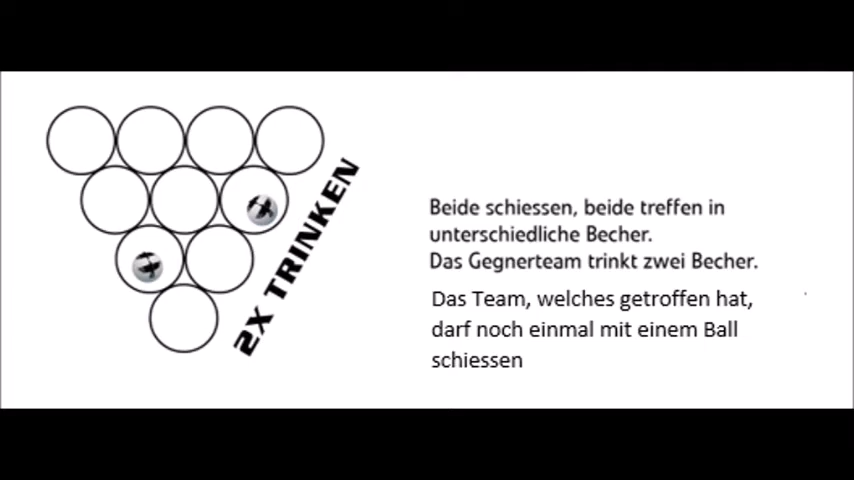 2X TRINKEN
Beide schiessen, beide treffen in
unterschiedliche Becher.
Das Gegnerteam trinkt zwei Becher.
Das Team, welches getroffen hat,
darf noch einmal mit einem Ball
schiessen